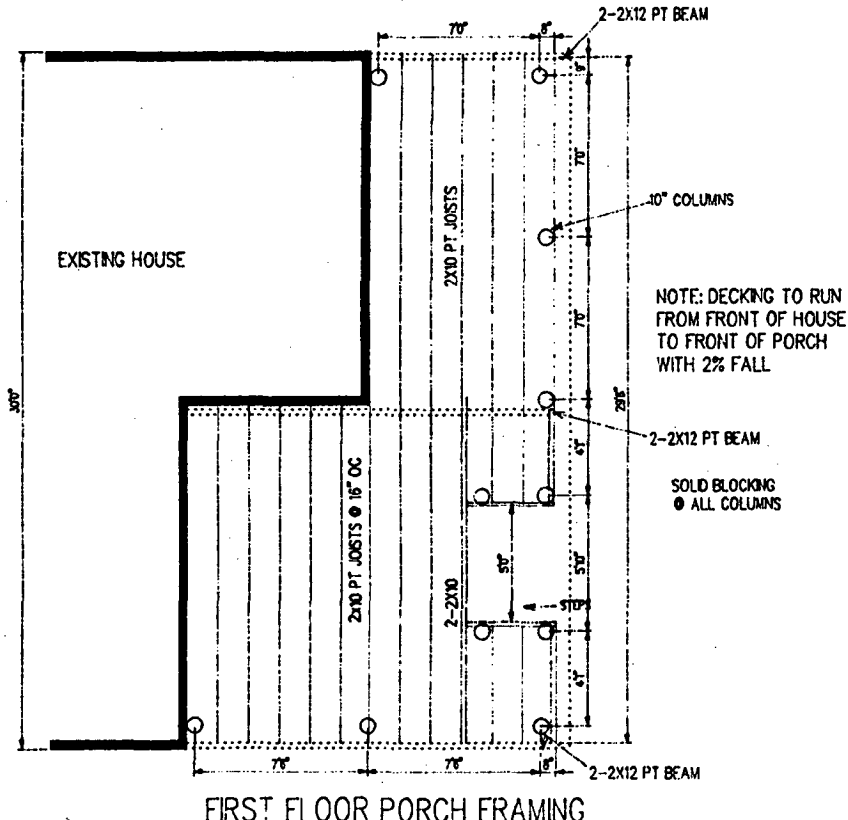 2-2X12 PT BEAM
7'0"
8"
9"
7'0"
10" COLUMNS
2X10 PT JOISTS
EXISTING HOUSE
NOTE: DECKING TO RUN
FROM FRONT OF HOUSE
TO FRONT OF PORCH
WITH 2% FALL
7'0"
30'0"
29'6"
2-2X12 PT BEAM
4'1"
SOLID BLOCKING
@ ALL COLUMNS
2X10 PT JOISTS @ 16" OC
5'0"
5'10"
2-2X10
STEPS
4'1"
7'6"
7'6"
8"
2-2X12 PT BEAM
FIRST FLOOR PORCH FRAMING